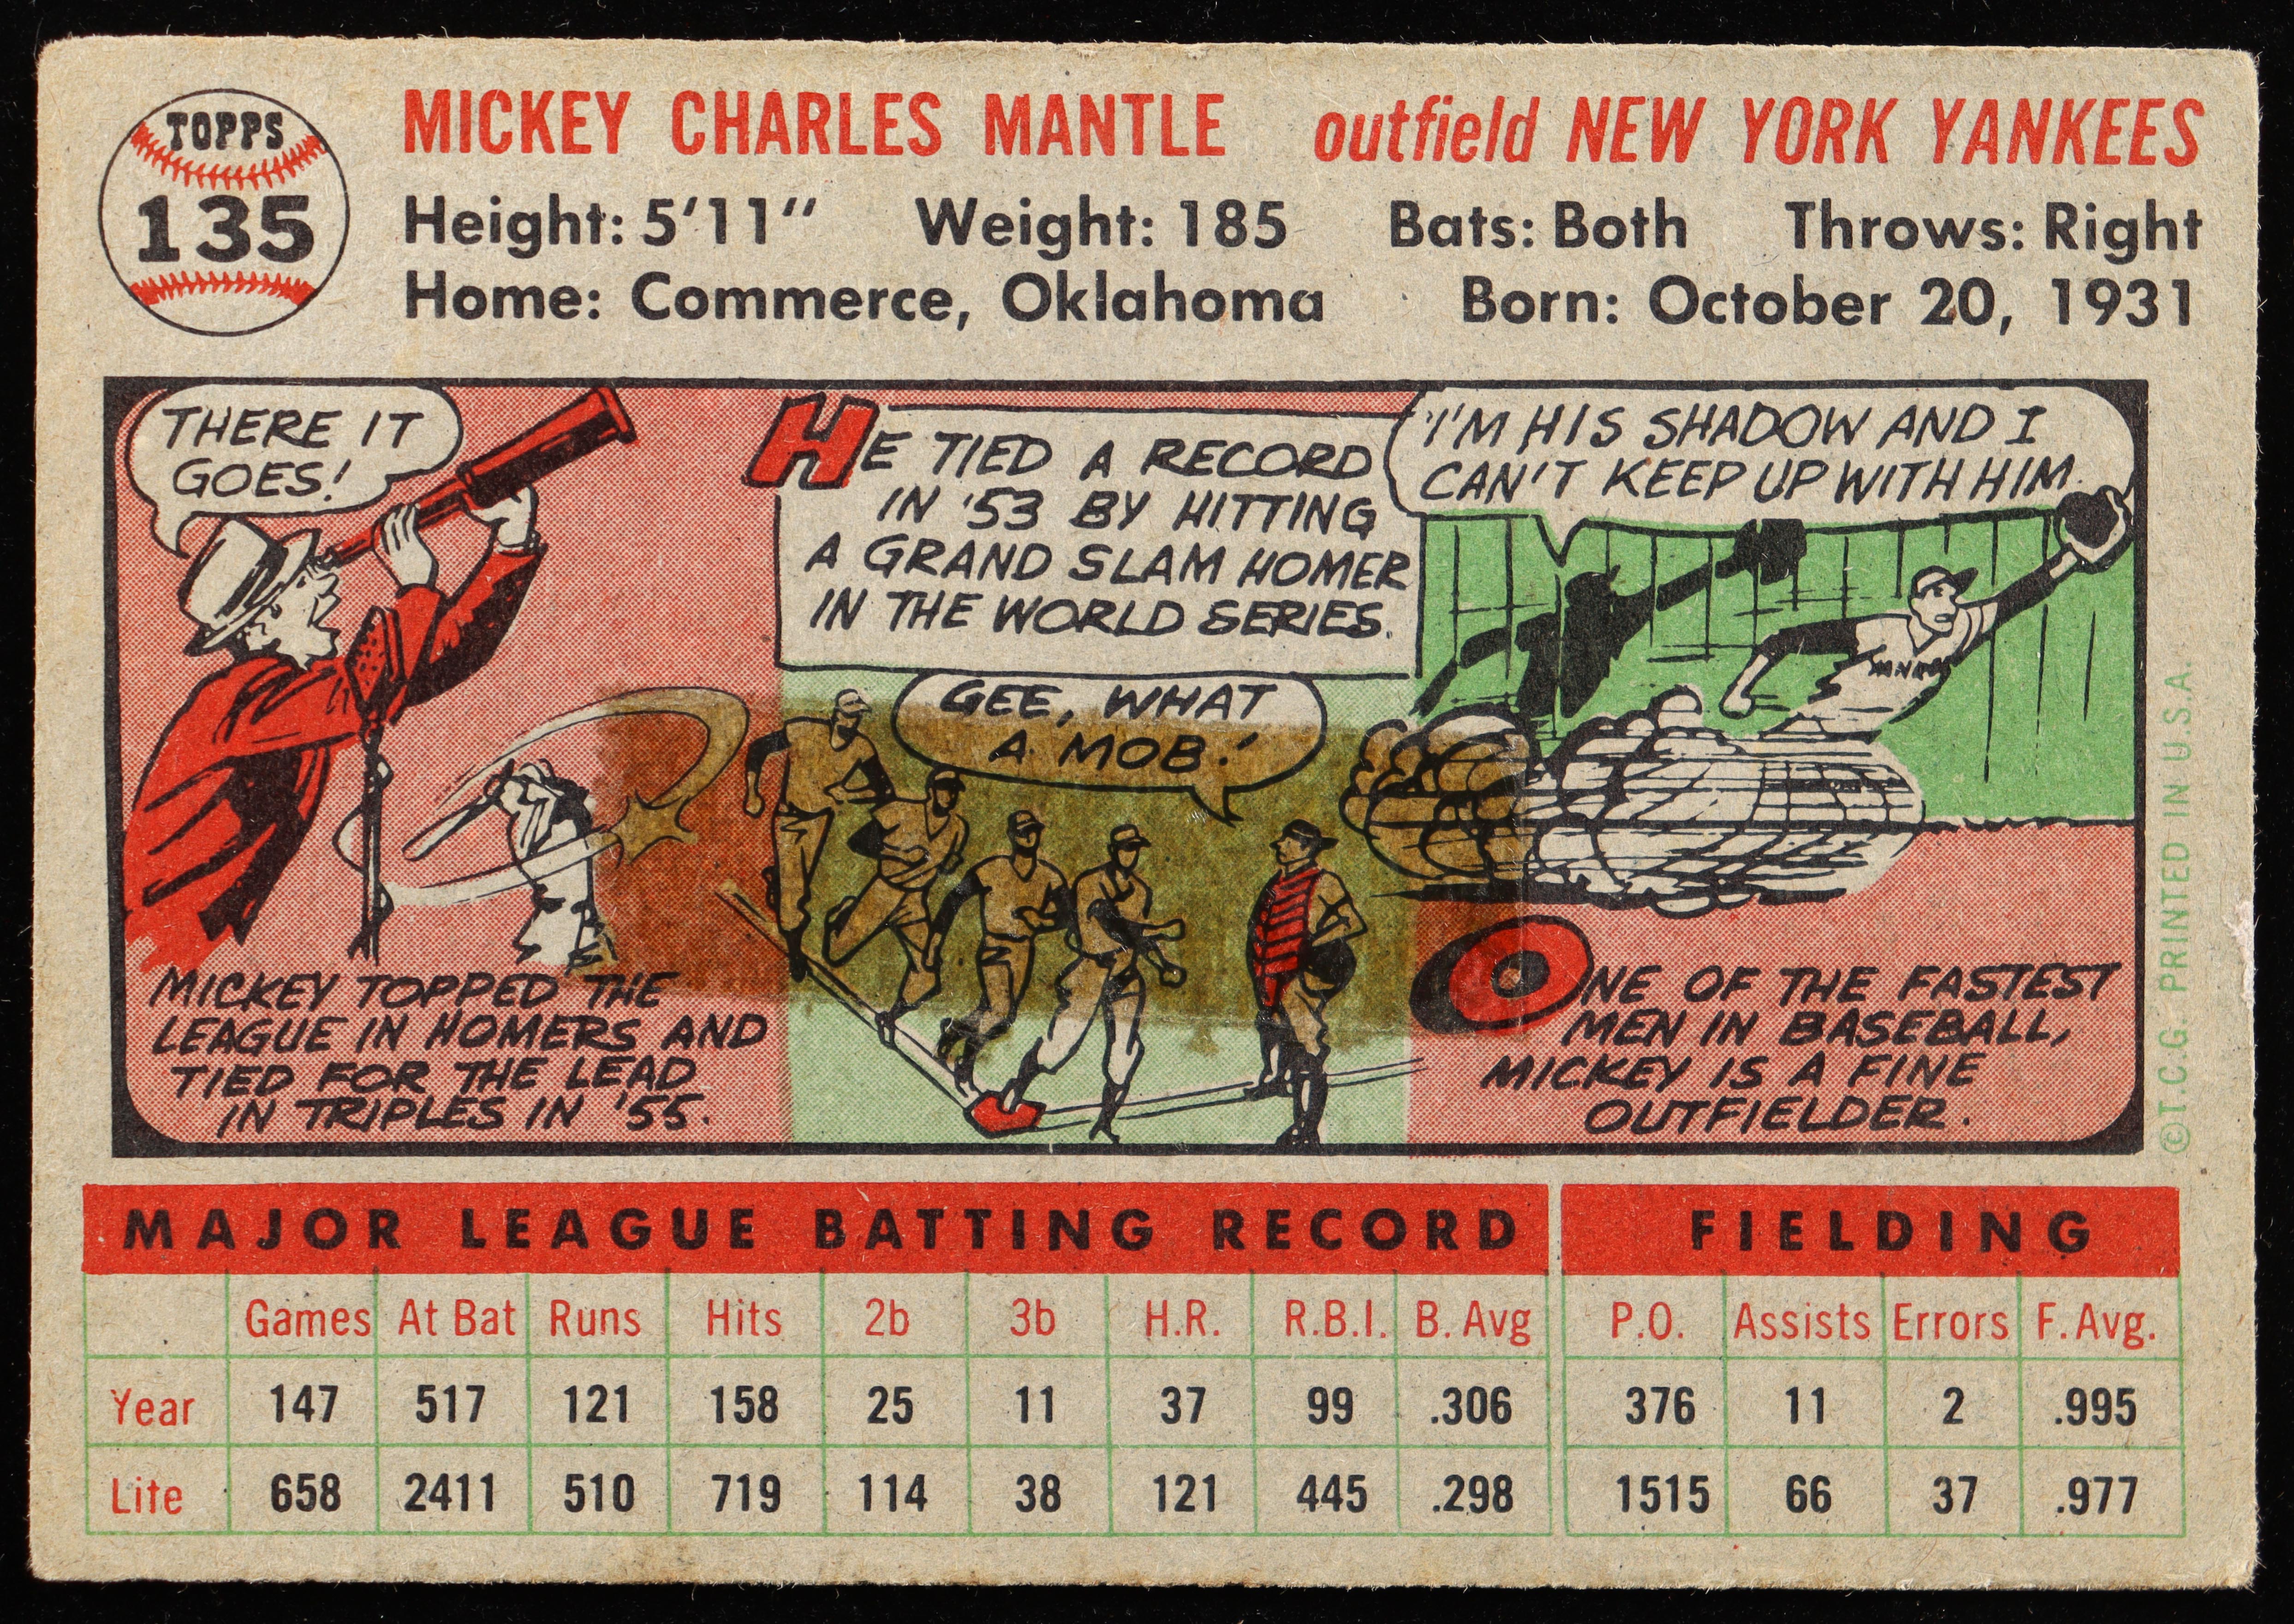 TOPPS
135
MICKEY CHARLES MANTLE outfield NEW YORK YANKEES
Height: 5'11" Weight: 185 Bats: Both Throws: Right
Home: Commerce, Oklahoma Born: October 20, 1931
THERE IT
GOES!
MICKEY TOPPED THE
LEAGUE IN HOMERS AND
TIED FOR THE LEAD
IN TRIPLES IN '55.
HE TIED A RECORD
IN '53 BY HITTING
A GRAND SLAM HOMER
IN THE WORLD SERIES.
GEE, WHAT
A MOB!
I'M HIS SHADOW AND I
CAN'T KEEP UP WITH HIM.
ONE OF THE FASTEST
MEN IN BASEBALL,
MICKEY IS A FINE
OUTFIELDER.
©T.C.G. PRINTED IN U.S.A.
MAJOR LEAGUE BATTING RECORD FIELDING
Games At Bat Runs Hits 2b 3b H.R. R.B.I. B. Avg P.O. Assists Errors F. Avg.
Year 147 517 121 158 25 11 37 99 .306 376 11 2 .995
Lite 658 2411 510 719 114 38 121 445 .298 1515 66 37 .977